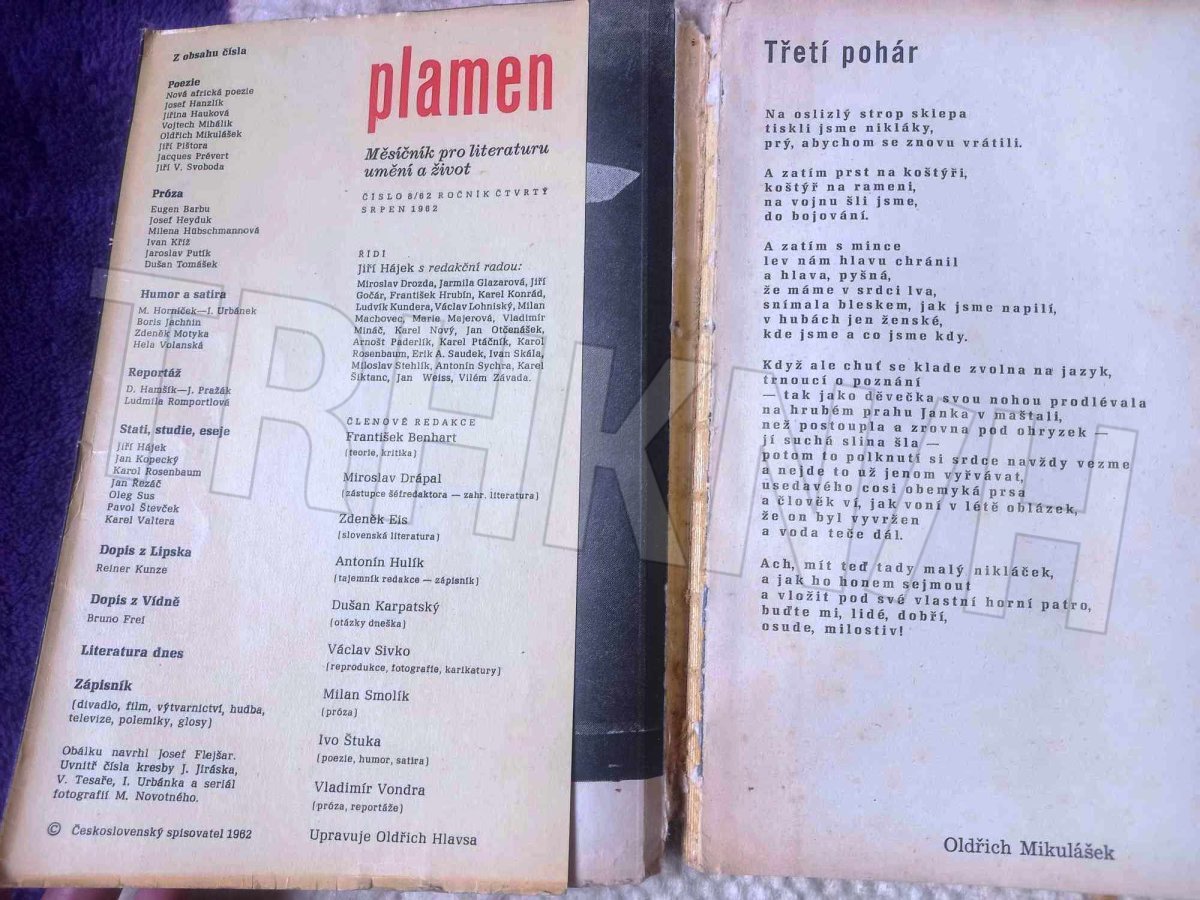 Z obsahu čísla
Poezie
Nová africká poezie
Josef Hanzlík
Jiřina Hauková
Vojtech Mihálik
Oldřich Mikulášek
Jiří Pištora
Jacques Prévert
Jiří V. Svoboda
Próza
Eugen Barbu
Josef Heyduk
Milena Hübschmannová
Ivan Kříž
Jaroslav Putík
Dušan Tomášek
Humor a satira
M. Horníček—I. Urbánek
Boris Jachnin
Zdeněk Motyka
Hela Volanská
Reportáž
D. Hamšík—J. Pražák
Ludmila Romportlová
Stati, studie, eseje
Jiří Hájek
Jan Kopecký
Karol Rosenbaum
Jan Řezáč
Oleg Sus
Pavol Števček
Karel Valtera
Dopis z Lipska
Reiner Kunze
Dopis z Vídně
Bruno Frei
Literatura dnes
Zápisník
(divadlo, film, výtvarnictví, hudba,
televize, polemiky, glosy)
Obálku navrhl Josef Flejšar.
Uvnitř čísla kresby J. Jiráska,
V. Tesaře, I. Urbánka a seriál
fotografií M. Novotného.
© Československý spisovatel 1962
plamen
Měsíčník pro literaturu
umění a život
ČÍSLO 8/62 ROČNÍK ČTVRTÝ
SRPEN 1962
ŘÍDÍ
Jiří Hájek s redakční radou:
Miroslav Drozda, Jarmila Glazarová, Jiří
Gočár, František Hrubín, Karel Konrád,
Ludvík Kundera, Václav Lohniský, Milan
Machovec, Marie Majerová, Vladimír
Mináč, Karel Nový, Jan Otčenášek,
Arnošt Paderlík, Karel Ptáčník, Karol
Rosenbaum, Erik A. Saudek, Ivan Skála,
Miloslav Stehlík, Antonín Sychra, Karel
Šiktanc, Jan Weiss, Vilém Závada.
ČLENOVÉ REDAKCE
František Benhart
(teorie, kritika)
Miroslav Drápal
(zástupce šéfredaktora — zahr. literatura)
Zdeněk Eis
(slovenská literatura)
Antonín Hulík
(tajemník redakce — zápisník)
Dušan Karpatský
(otázky dneška)
Václav Sivko
(reprodukce, fotografie, karikatury)
Milan Smolík
(próza)
Ivo Štuka
(poezie, humor, satira)
Vladimír Vondra
(próza, reportáže)
Upravuje Oldřich Hlavsa
Třetí pohár
Na oslizlý strop sklepa
tiskli jsme nikláky,
prý, abychom se znovu vrátili.
A zatím prst na koštýři,
koštýř na rameni,
na vojnu šli jsme,
do bojování.
A zatím s mince
lev nám hlavu chránil
a hlava, pyšná,
že máme v srdci lva,
snímala bleskem, jak jsme napilí,
v hubách jen ženské,
kde jsme a co jsme kdy.
Když ale chuť se klade zvolna na jazyk,
trnoucí o poznání
— tak jako děvečka svou nohou prodlévala
na hrubém prahu Janka v maštali,
než postoupla a zrovna pod ohryzek —
jí suchá slina šla —
potom to polknutí si srdce navždy vezme
a nejde to už jenom vyřvávat,
usedavého cosi obemyká prsa
a člověk ví, jak voní v létě oblázek,
že on byl vyvržen
a voda teče dál.
Ach, mít teď tady malý nikláček,
a jak ho honem sejmout
a vložit pod své vlastní horní patro,
buďte mi, lidé, dobří,
osude, milostiv!
Oldřich Mikulášek
TRHKNIH